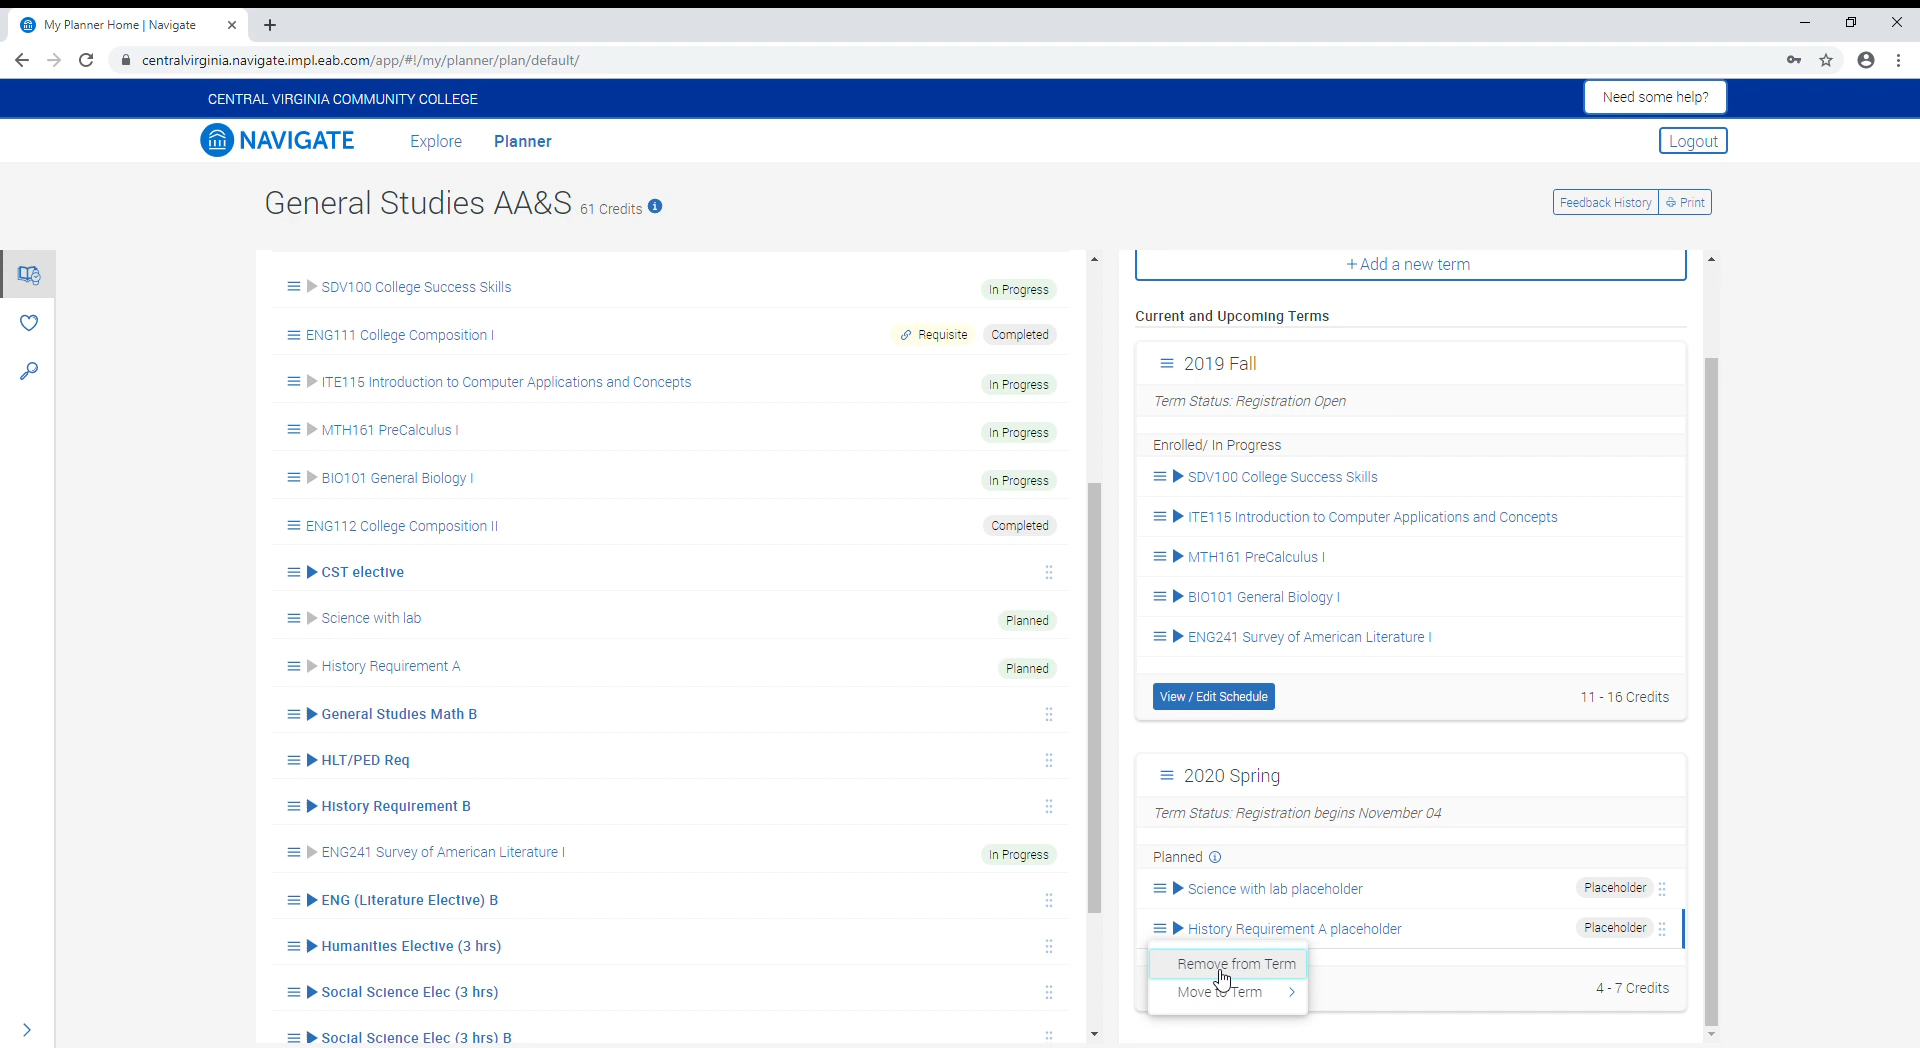 My Planner Home | Navigate
centralvirginia.navigate.impl.eab.com/app/#!/my/planner/plan/default/
CENTRAL VIRGINIA COMMUNITY COLLEGE
Need some help?
NAVIGATE
Explore
Planner
Logout
General Studies AA&S 61 Credits
Feedback History
Print
SDV100 College Success Skills In Progress
ENG111 College Composition I Requisite Completed
ITE115 Introduction to Computer Applications and Concepts In Progress
MTH161 PreCalculus I In Progress
BIO101 General Biology I In Progress
ENG112 College Composition II Completed
CST elective
Science with lab Planned
History Requirement A Planned
General Studies Math B
HLT/PED Req
History Requirement B
ENG241 Survey of American Literature I In Progress
ENG (Literature Elective) B
Humanities Elective (3 hrs)
Social Science Elec (3 hrs)
Social Science Elec (3 hrs) B
+ Add a new term
Current and Upcoming Terms
2019 Fall
Term Status: Registration Open
Enrolled/ In Progress
SDV100 College Success Skills
ITE115 Introduction to Computer Applications and Concepts
MTH161 PreCalculus I
BIO101 General Biology I
ENG241 Survey of American Literature I
View / Edit Schedule 11 - 16 Credits
2020 Spring
Term Status: Registration begins November 04
Planned
Science with lab placeholder Placeholder
History Requirement A placeholder Placeholder
Remove from Term
Move to Term
4 - 7 Credits